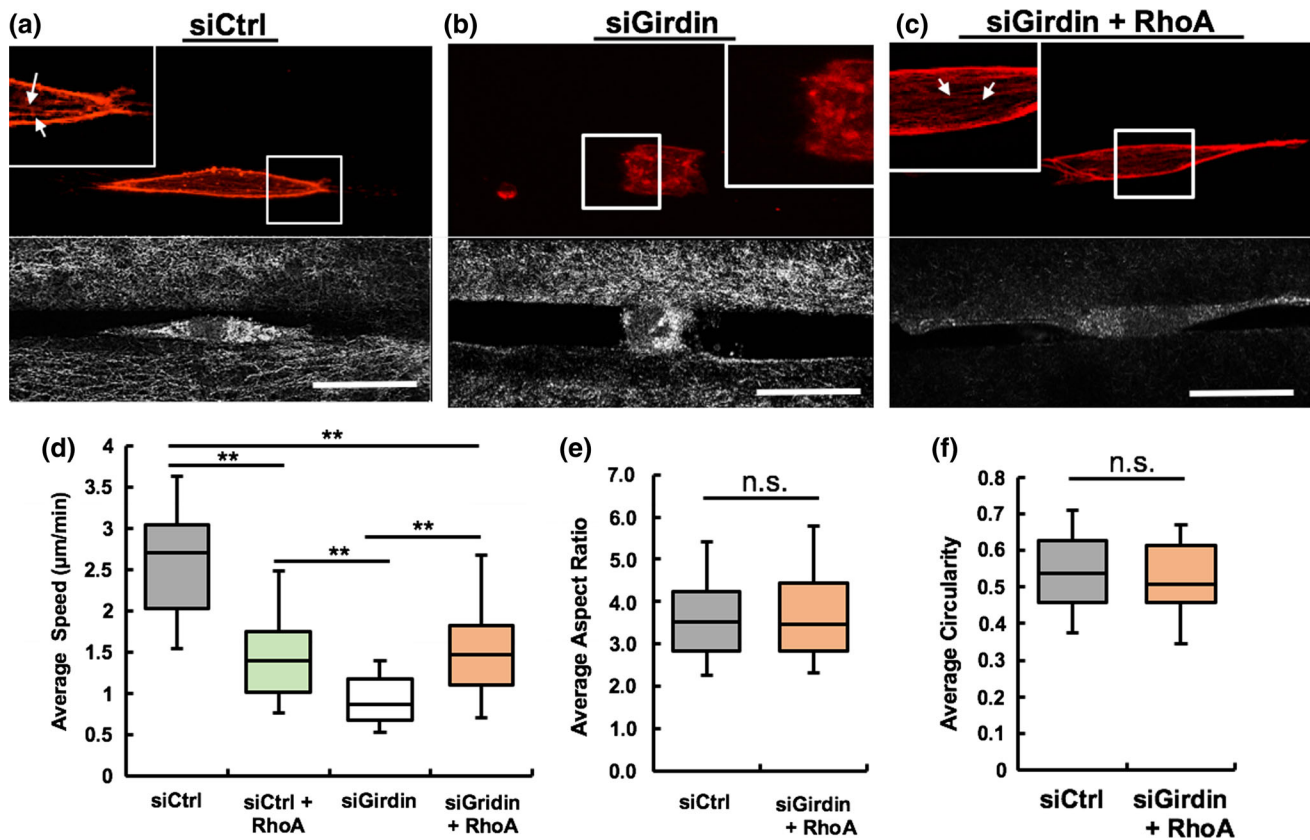 (a) siCtrl
(b) siGirdin
(c) siGirdin + RhoA
(d)
**
**
**
**
Average Speed (µm/min)
4
3.5
3
2.5
2
1.5
1
0.5
0
siCtrl
siCtrl +
RhoA
siGirdin
siGridin
+ RhoA
(e)
n.s.
Average Aspect Ratio
7.0
6.0
5.0
4.0
3.0
2.0
1.0
0.0
siCtrl
siGirdin
+ RhoA
(f)
n.s.
Average Circularity
0.8
0.7
0.6
0.5
0.4
0.3
0.2
0.1
0
siCtrl
siGirdin
+ RhoA